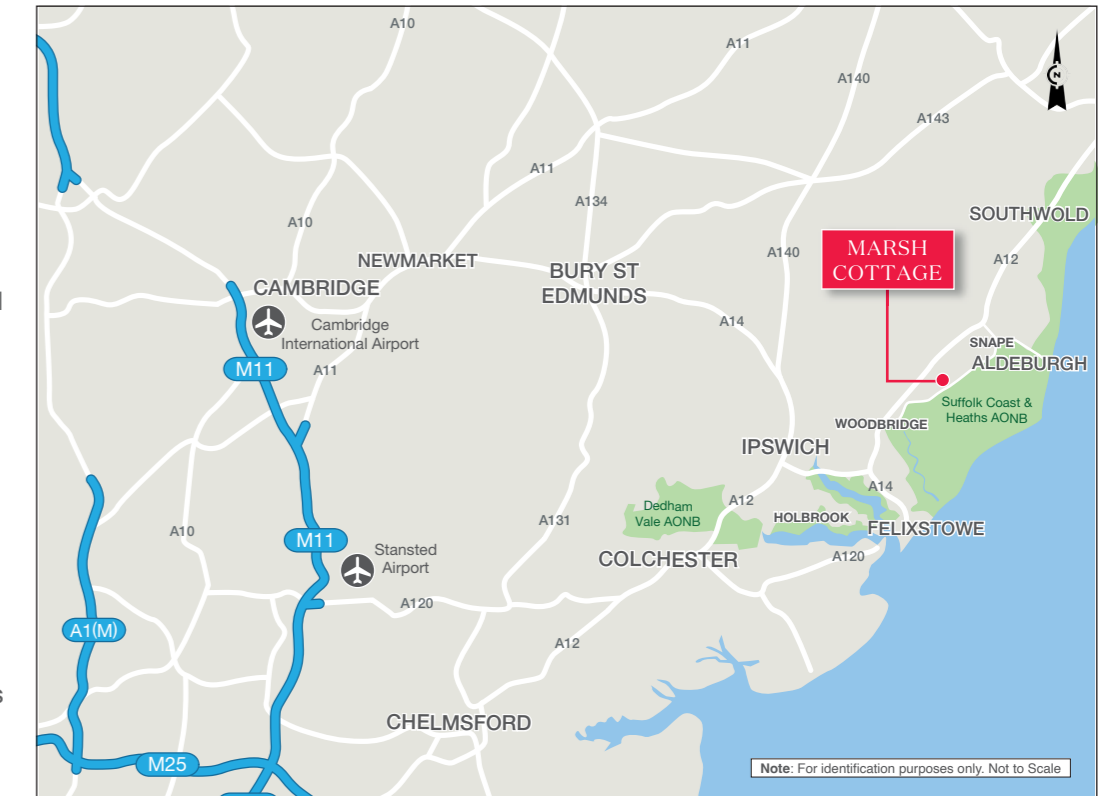 A10
A11
A140
A143
A11
A134
A10
SOUTHWOLD
MARSH
COTTAGE
A140
A12
NEWMARKET
BURY ST
EDMUNDS
CAMBRIDGE
Cambridge
International Airport
A14
SNAPE
ALDEBURGH
M11
A11
Suffolk Coast &
Heaths AONB
WOODBRIDGE
IPSWICH
A14
Dedham
Vale AONB
A12
HOLBROOK
FELIXSTOWE
A10
A131
M11
Stansted
Airport
COLCHESTER
A120
A120
A1(M)
A12
CHELMSFORD
M25
Note: For identification purposes only. Not to Scale
N